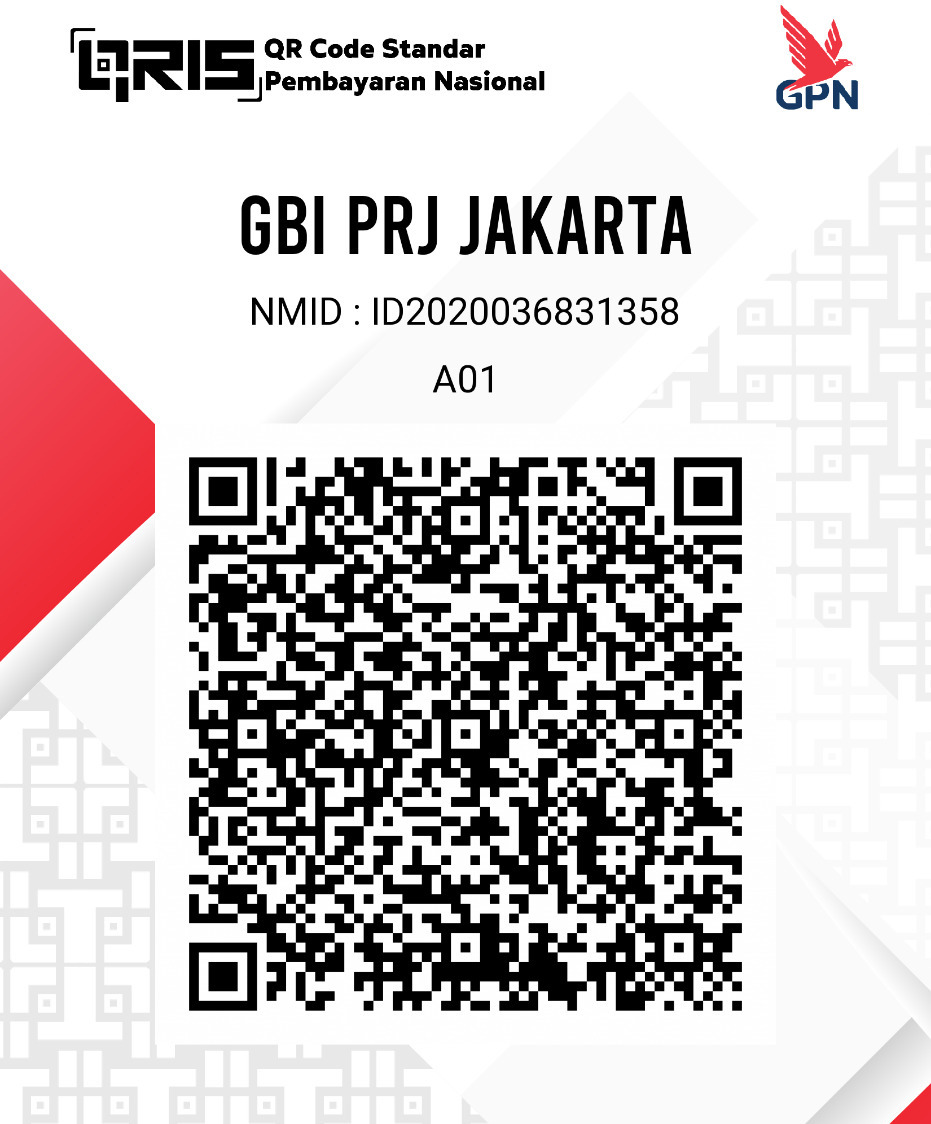 QRIS QR Code Standar
Pembayaran Nasional
GPN
GBI PRJ JAKARTA
NMID : ID2020036831358
A01